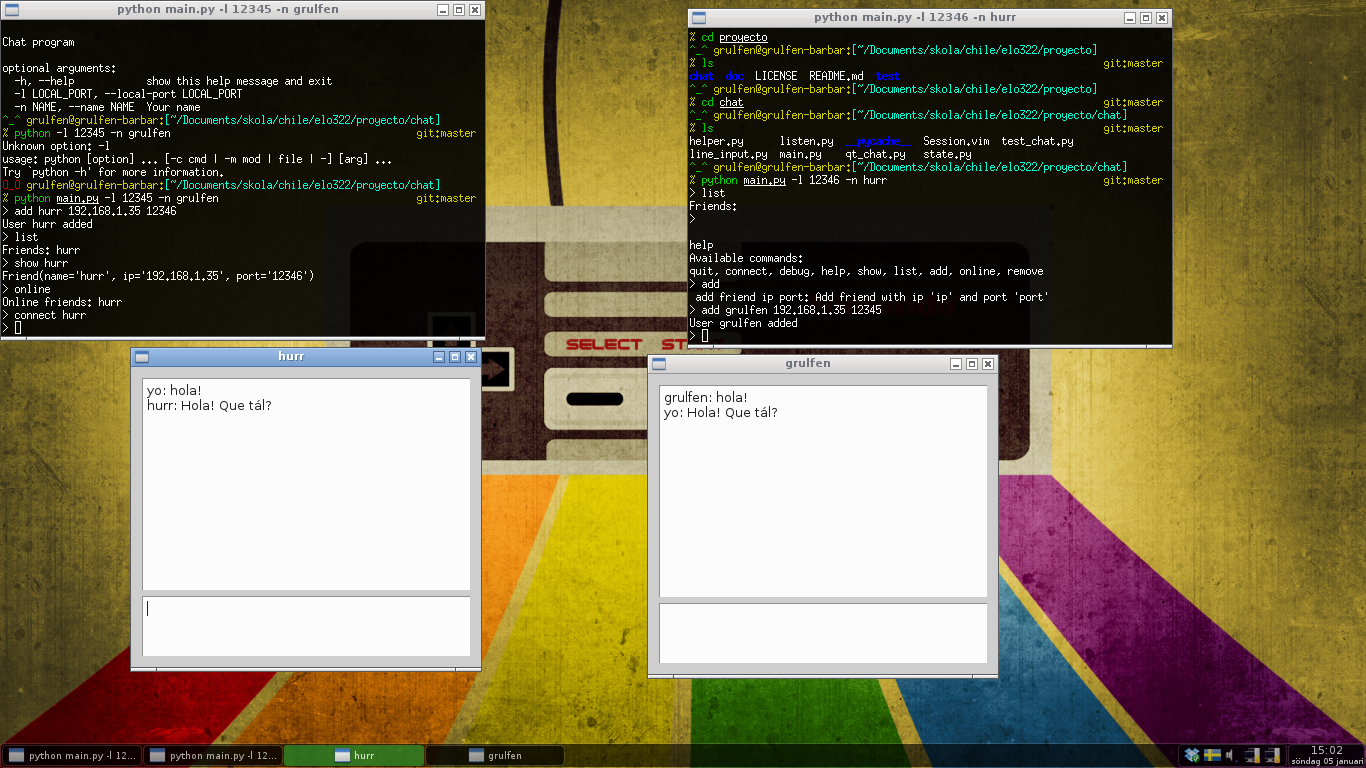 python main.py -l 12345 -n grulfen
Chat program
optional arguments:
-h, --help show this help message and exit
-l LOCAL_PORT, --local-port LOCAL_PORT
-n NAME, --name NAME Your name
^_^ grulfen@grulfen-barbar:[~/Documents/skola/chile/elo322/proyecto/chat]
% python -l 12345 -n grulfen git:master
Unknown option: -l
usage: python [option] ... [-c cmd | -m mod | file | -] [arg] ...
Try `python -h' for more information.
O_O grulfen@grulfen-barbar:[~/Documents/skola/chile/elo322/proyecto/chat]
% python main.py -l 12345 -n grulfen git:master
> add hurr 192.168.1.35 12346
User hurr added
> list
Friends: hurr
> show hurr
Friend(name='hurr', ip='192.168.1.35', port='12346')
> online
Online friends: hurr
> connect hurr
>
python main.py -l 12346 -n hurr
% cd proyecto
^_^ grulfen@grulfen-barbar:[~/Documents/skola/chile/elo322/proyecto]
% ls git:master
chat doc LICENSE README.md test
^_^ grulfen@grulfen-barbar:[~/Documents/skola/chile/elo322/proyecto]
% cd chat git:master
^_^ grulfen@grulfen-barbar:[~/Documents/skola/chile/elo322/proyecto/chat]
% ls git:master
helper.py listen.py __pycache__ Session.vim test_chat.py
line_input.py main.py qt_chat.py state.py
^_^ grulfen@grulfen-barbar:[~/Documents/skola/chile/elo322/proyecto/chat]
% python main.py -l 12346 -n hurr git:master
> list
Friends:
>
help
Available commands:
quit, connect, debug, help, show, list, add, online, remove
> add
add friend ip port: Add friend with ip 'ip' and port 'port'
> add grulfen 192.168.1.35 12345
User grulfen added
>
SELECT ST
hurr
yo: hola!
hurr: Hola! Que tál?
grulfen
grulfen: hola!
yo: Hola! Que tál?
python main.py -l 12...
python main.py -l 12...
hurr
grulfen
15:02
söndag 05 januari